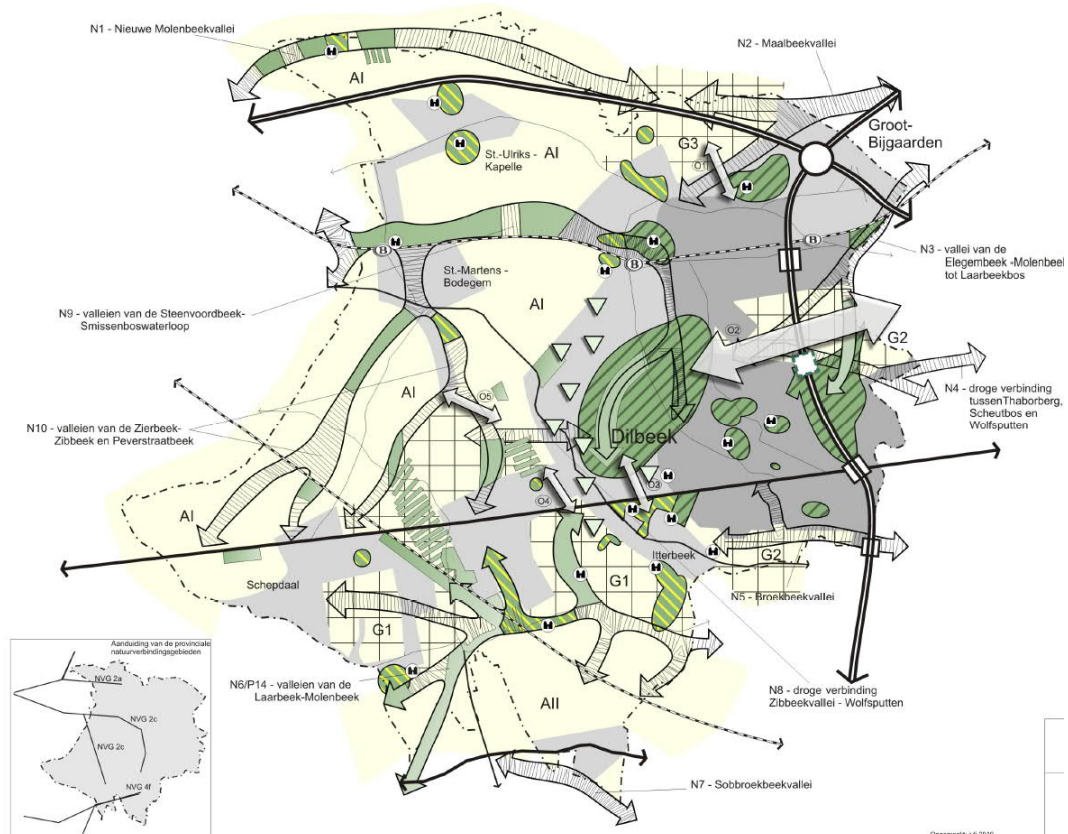 N1 - Nieuwe Molenbeekvallei
N2 - Maalbeekvallei
AI
Groot-
Bijgaarden
G3
O1
St.-Ulriks -
Kapelle
AI
B
B
B
N3 - vallei van de
Elegembeek -Molenbeek
tot Laarbeekbos
St.-Martens -
Bodegem
AI
N9 - valleien van de Steenvoordbeek-
Smissenboswaterloop
O2
G2
N4 - droge verbinding
tussenThaborberg,
Scheutbos en
Wolfsputten
AI
O5
N10 - valleien van de Zierbeek-
Zibbeek en Peverstraatbeek
Dilbeek
O3
O4
AI
Itterbeek
G2
Schepdaal
G1
N5 - Broekbeekvallei
G1
Aanduiding van de provinciale
natuurverbindingsgebieden
NVG 2a
NVG 2c
NVG 2c
NVG 4f
N6/P14 - valleien van de
Laarbeek-Molenbeek
AII
N8 - droge verbinding
Zibbeekvallei - Wolfsputten
N7 - Sobbroekbeekvallei